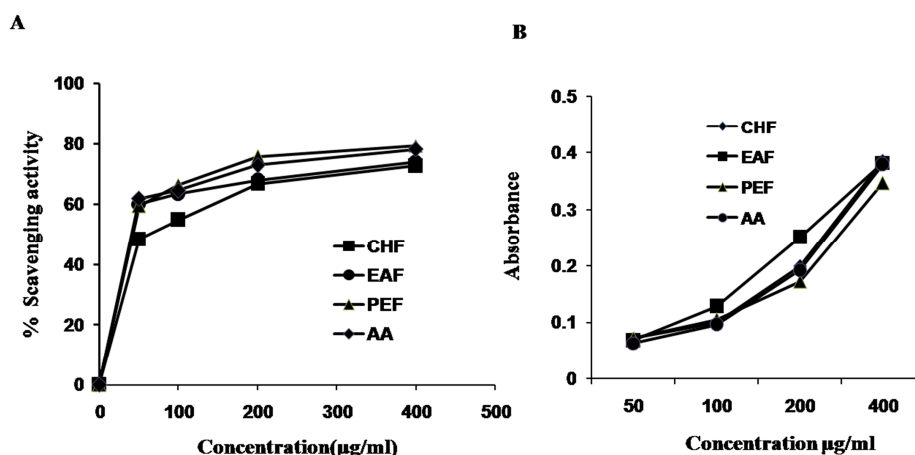 A
% Scavenging activity
100
80
60
40
20
0
CHF
EAF
PEF
AA
0 100 200 300 400 500
Concentration(µg/ml)
B
Absorbance
0.5
0.4
0.3
0.2
0.1
0
CHF
EAF
PEF
AA
50 100 200 400
Concentration µg/ml